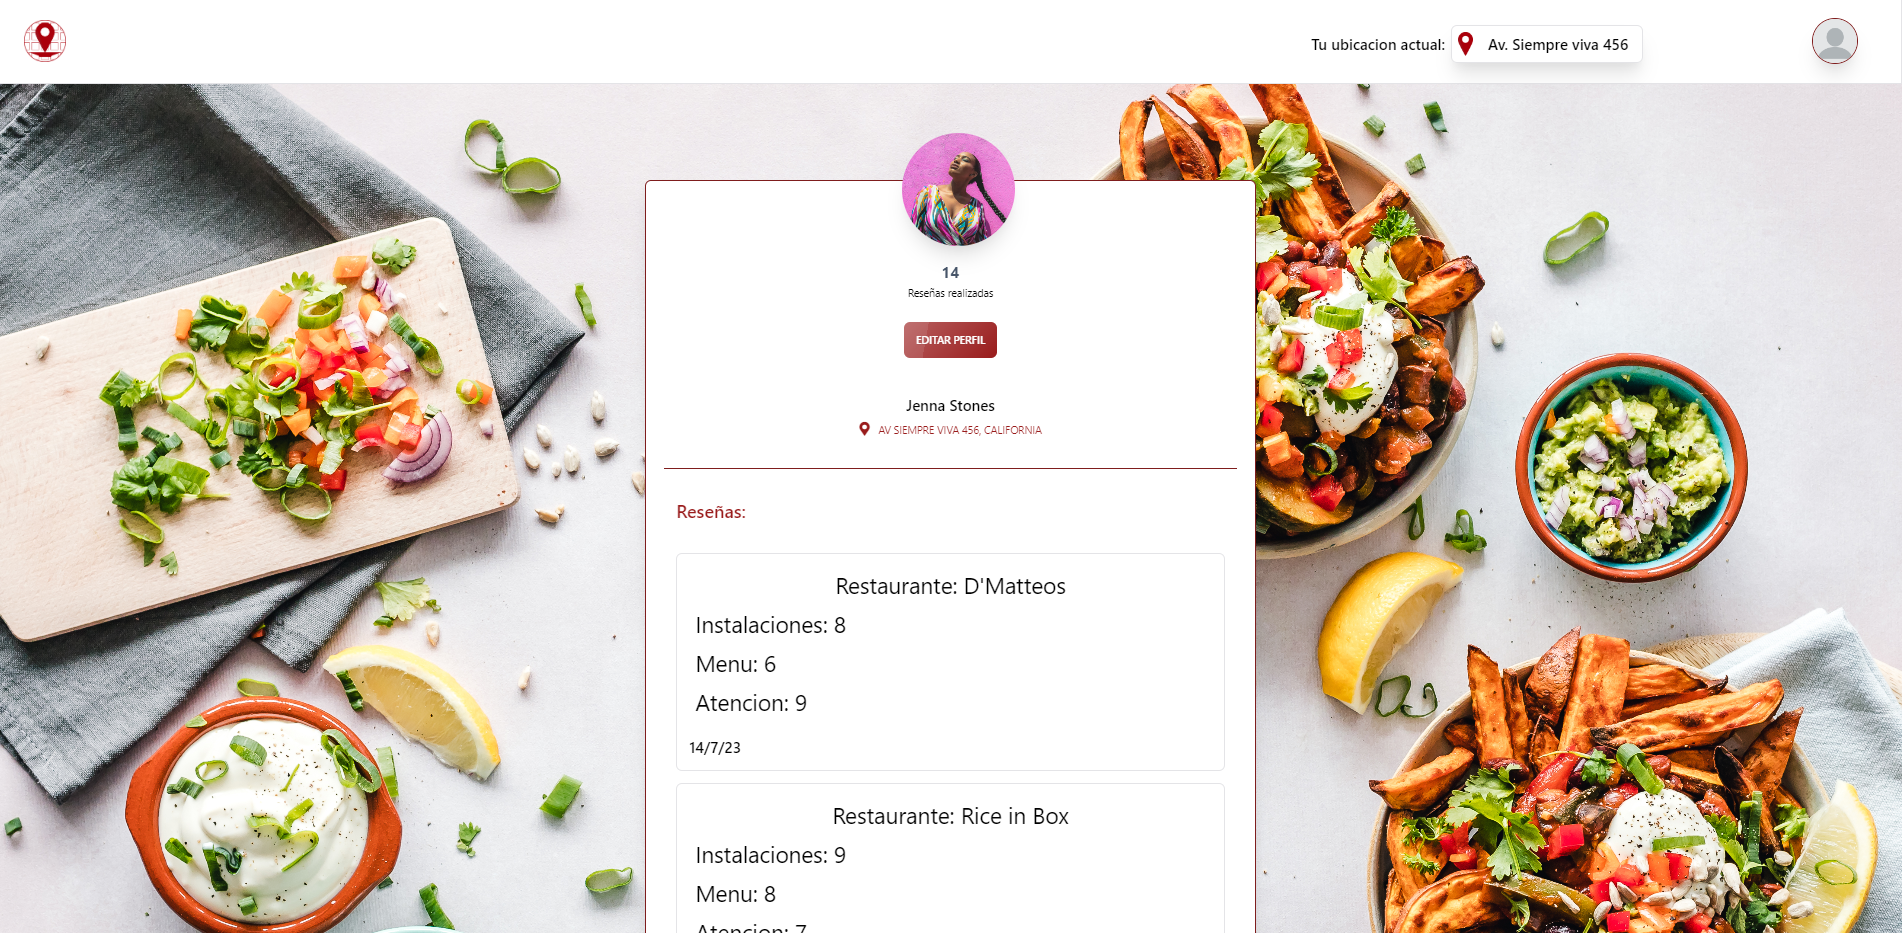 Tu ubicacion actual: Av. Siempre viva 456
14
Reseñas realizadas
EDITAR PERFIL
Jenna Stones
AV SIEMPRE VIVA 456, CALIFORNIA
Reseñas:
Restaurante: D'Matteos
Instalaciones: 8
Menu: 6
Atencion: 9
14/7/23
Restaurante: Rice in Box
Instalaciones: 9
Menu: 8
Atencion: 7